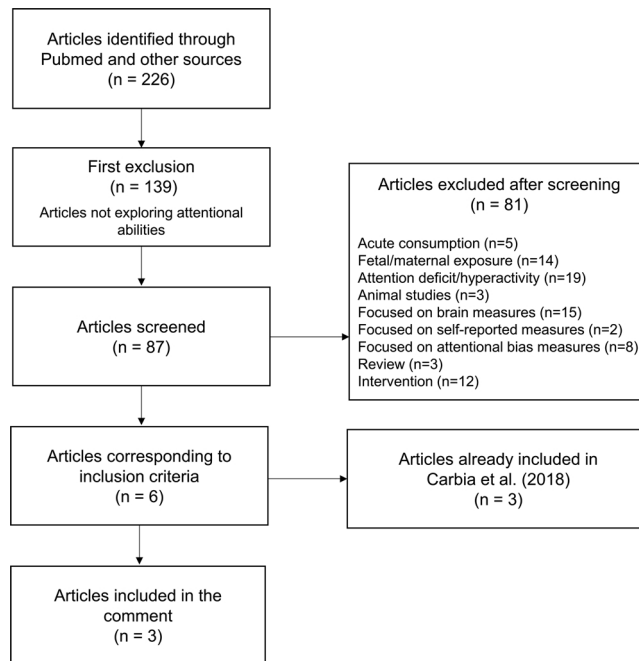 Articles identified through
Pubmed and other sources
(n = 226)
First exclusion
(n = 139)
Articles not exploring attentional
abilities
Articles excluded after screening
(n = 81)
Acute consumption (n=5)
Fetal/maternal exposure (n=14)
Attention deficit/hyperactivity (n=19)
Animal studies (n=3)
Focused on brain measures (n=15)
Focused on self-reported measures (n=2)
Focused on attentional bias measures (n=8)
Review (n=3)
Intervention (n=12)
Articles screened
(n = 87)
Articles corresponding to
inclusion criteria
(n = 6)
Articles already included in
Carbia et al. (2018)
(n = 3)
Articles included in the
comment
(n = 3)